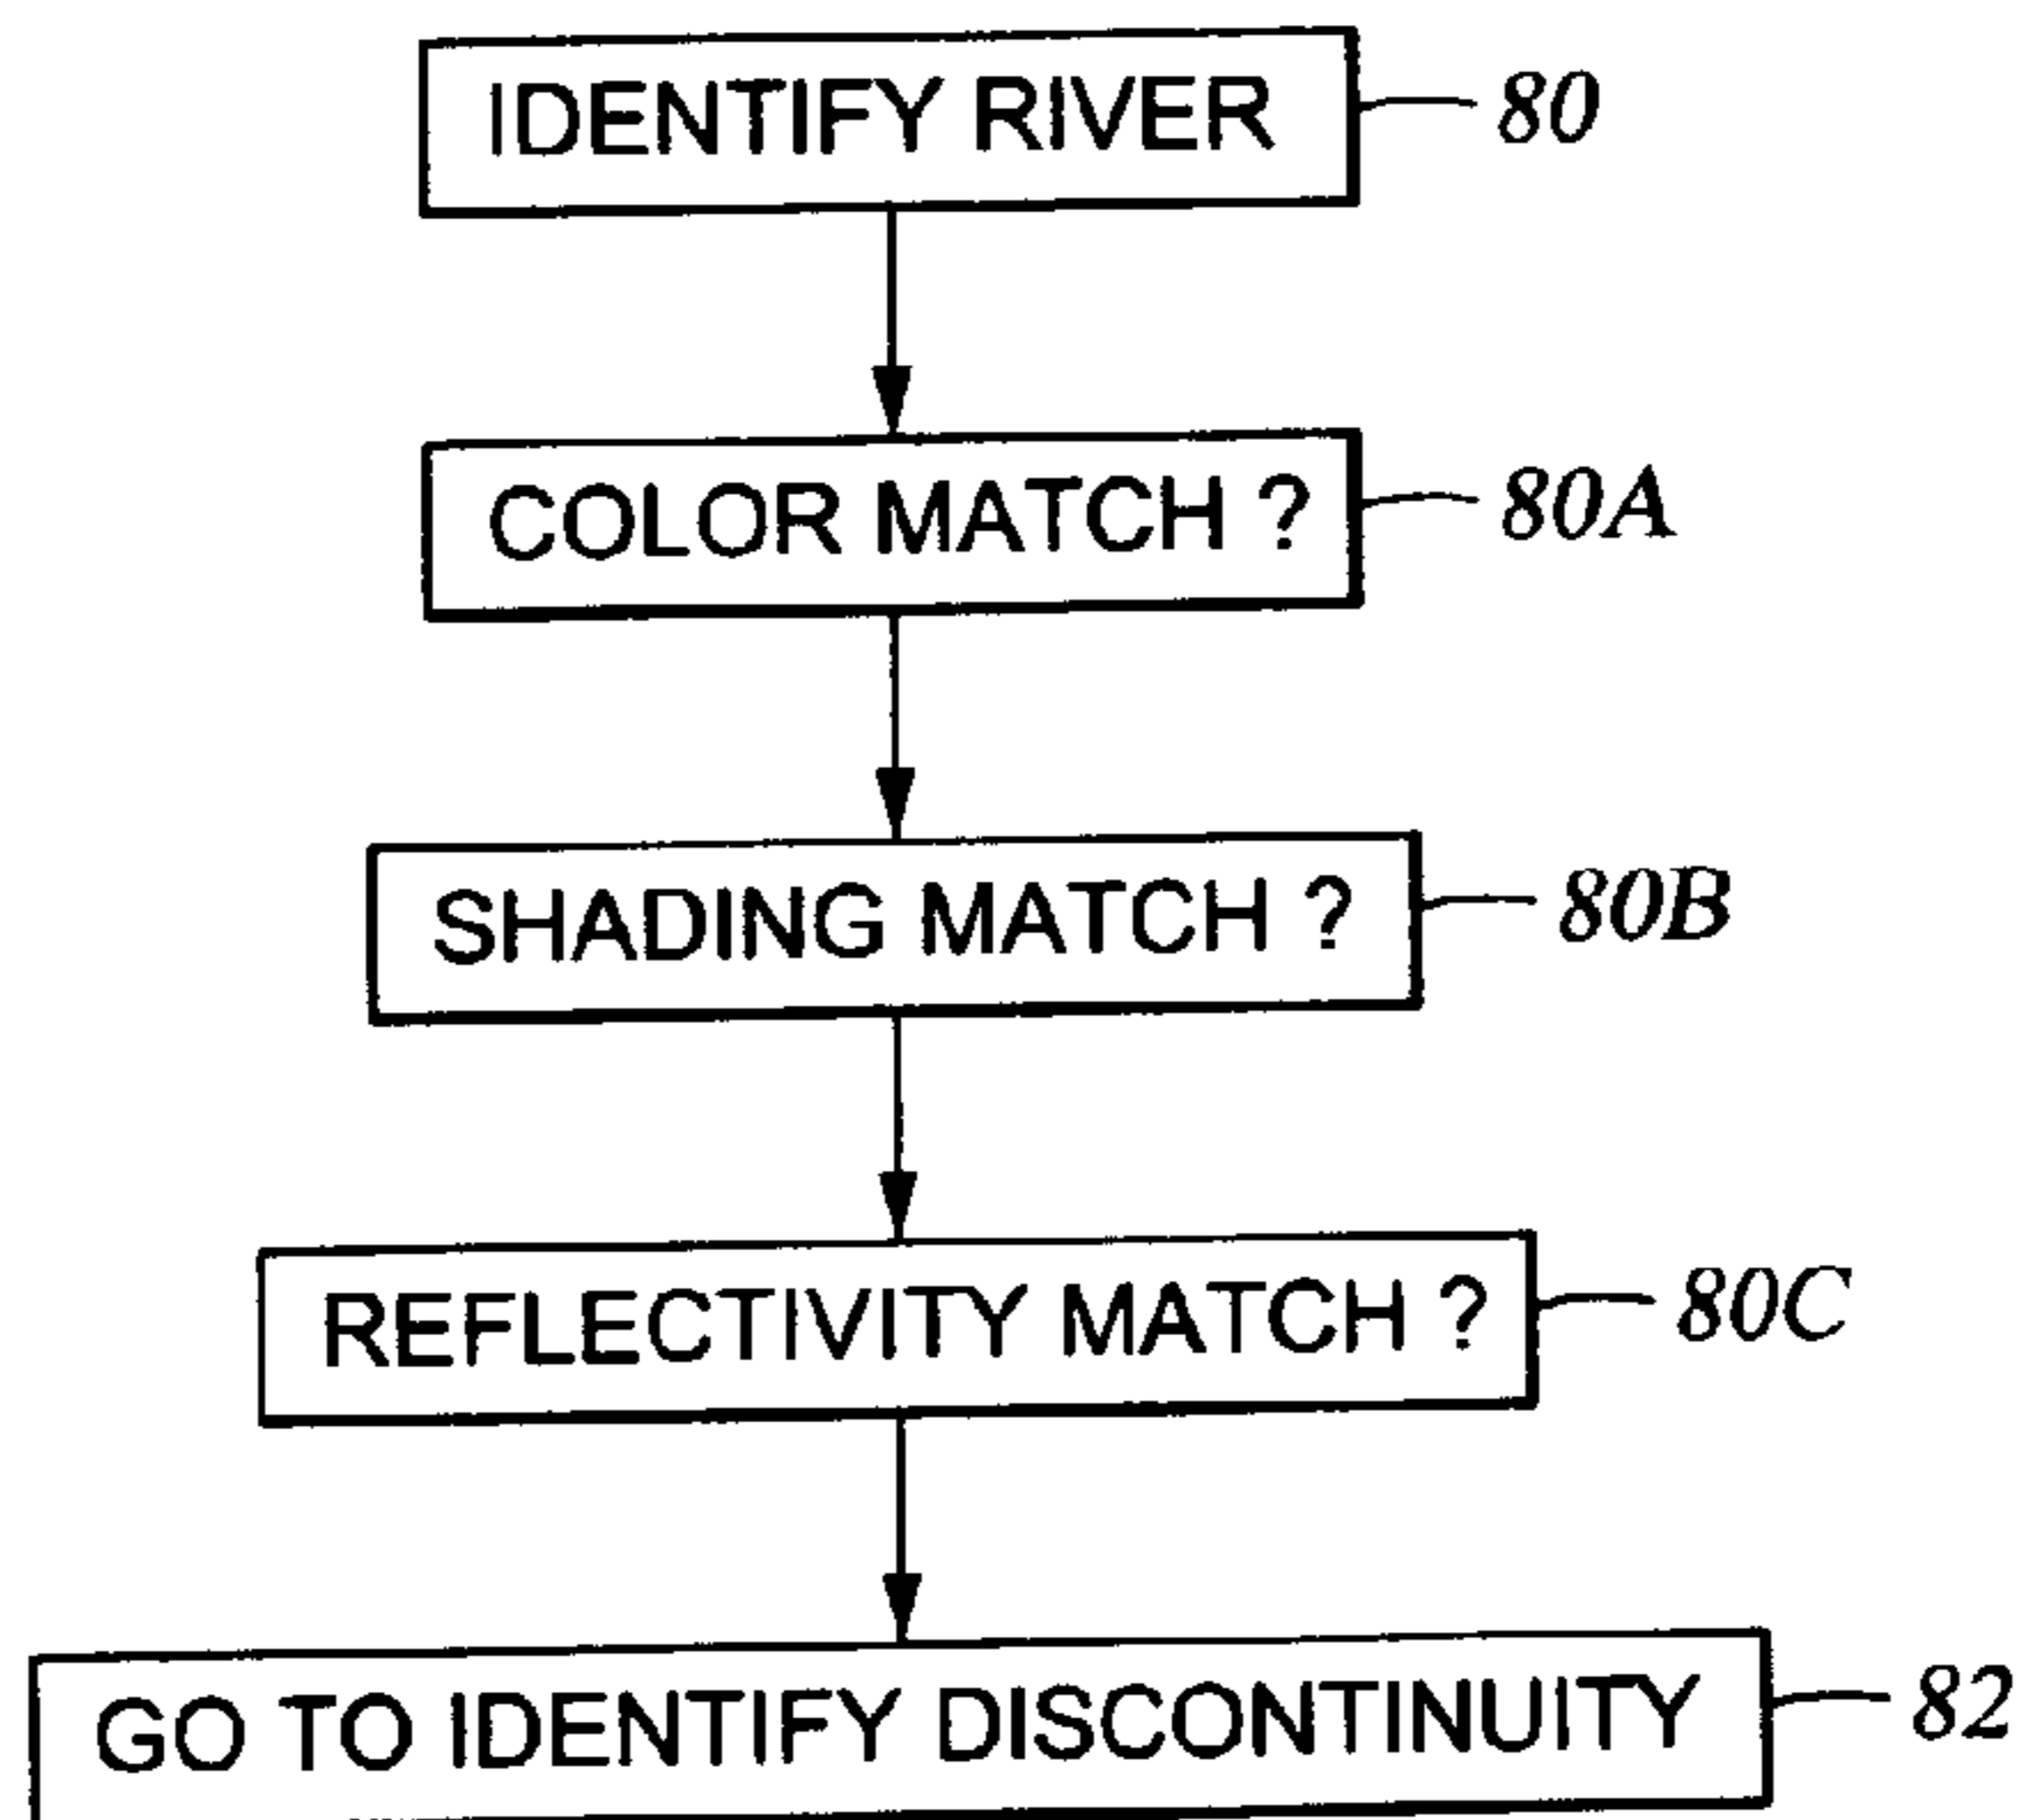 IDENTIFY RIVER 80
COLOR MATCH ? 80A
SHADING MATCH ? 80B
REFLECTIVITY MATCH ? 80C
GO TO IDENTIFY DISCONTINUITY 82